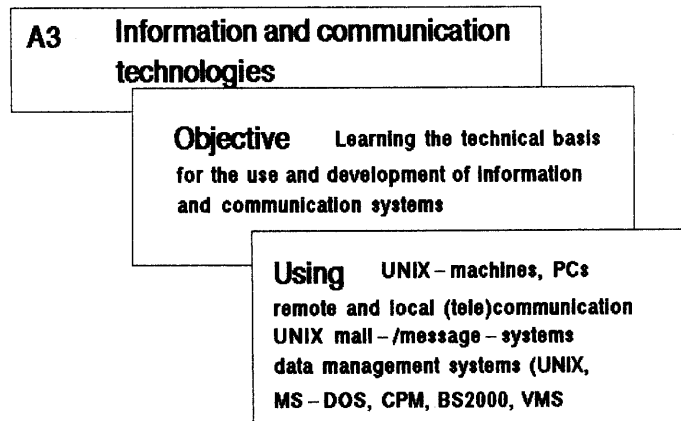 A3 Information and communication
technologies
Objective Learning the technical basis
for the use and development of information
and communication systems
Using UNIX – machines, PCs
remote and local (tele)communication
UNIX mail – /message – systems
data management systems (UNIX,
MS – DOS, CPM, BS2000, VMS